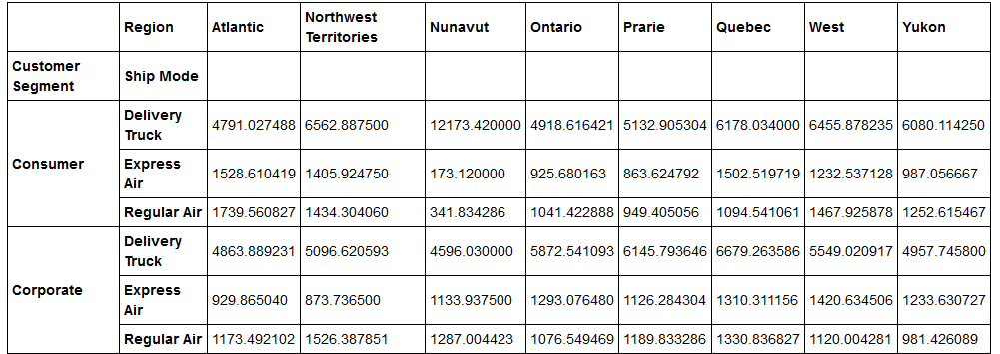 Region Atlantic Northwest Territories Nunavut Ontario Prarie Quebec West Yukon
Customer Segment Ship Mode
Consumer Delivery Truck 4791.027488 6562.887500 12173.420000 4918.616421 5132.905304 6178.034000 6455.878235 6080.114250
Express Air 1528.610419 1405.924750 173.120000 925.680163 863.624792 1502.519719 1232.537128 987.056667
Regular Air 1739.560827 1434.304060 341.834286 1041.422888 949.405056 1094.541061 1467.925878 1252.615467
Corporate Delivery Truck 4863.889231 5096.620593 4596.030000 5872.541093 6145.793646 6679.263586 5549.020917 4957.745800
Express Air 929.865040 873.736500 1133.937500 1293.076480 1126.284304 1310.311156 1420.634506 1233.630727
Regular Air 1173.492102 1526.387851 1287.004423 1076.549469 1189.833286 1330.836827 1120.004281 981.426089